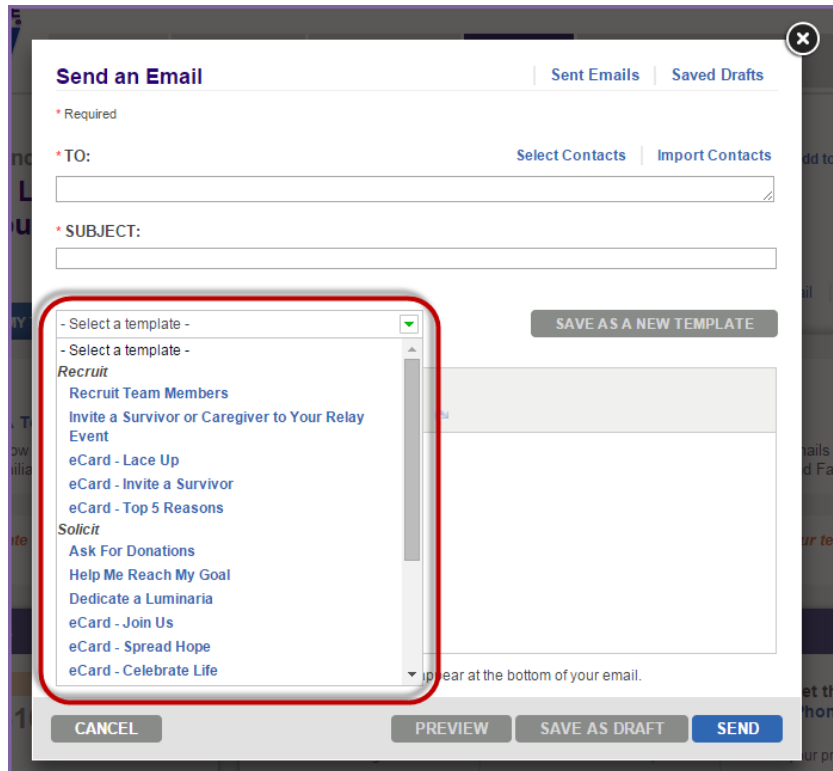 Send an Email
Sent Emails
Saved Drafts
* Required
* TO:
Select Contacts
Import Contacts
* SUBJECT:
- Select a template -
SAVE AS A NEW TEMPLATE
- Select a template -
Recruit
Recruit Team Members
Invite a Survivor or Caregiver to Your Relay
Event
eCard - Lace Up
eCard - Invite a Survivor
eCard - Top 5 Reasons
Solicit
Ask For Donations
Help Me Reach My Goal
Dedicate a Luminaria
eCard - Join Us
eCard - Spread Hope
eCard - Celebrate Life
appear at the bottom of your email.
CANCEL
PREVIEW
SAVE AS DRAFT
SEND